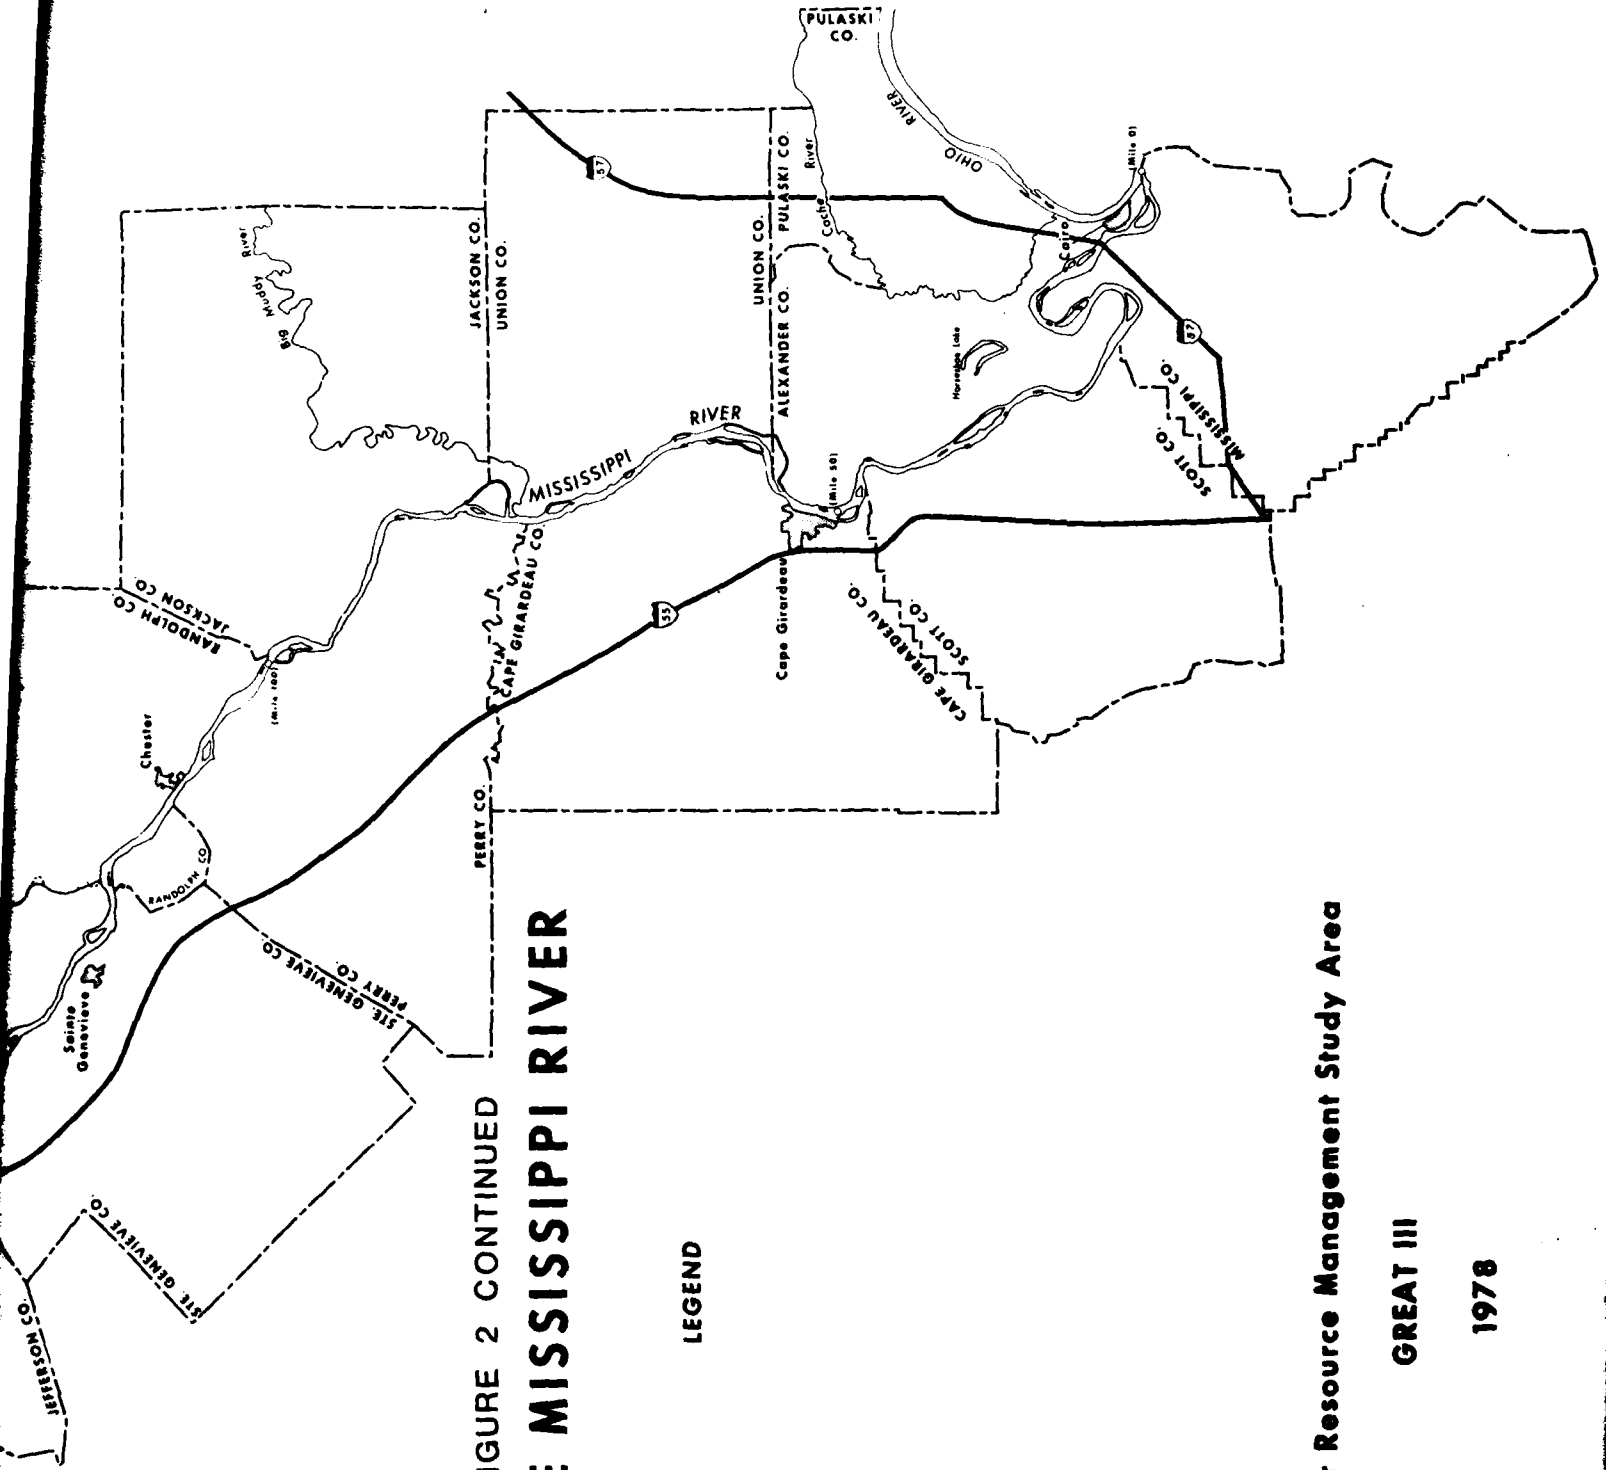 PULASKI
CO.
OHIO
RIVER
(Mile 0)
57
Cache
River
PULASKI CO.
UNION CO.
ALEXANDER CO.
JACKSON CO.
UNION CO.
Big
Muddy
River
Cairo
Horseshoe Lake
57
MISSISSIPPI CO.
SCOTT CO.
MISSISSIPPI
RIVER
(Mile 50)
Cape Girardeau
CAPE GIRARDEAU CO.
SCOTT CO.
55
CAPE GIRARDEAU CO.
PERRY CO.
RANDOLPH CO.
JACKSON CO.
(Mile 100)
Chester
RANDOLPH CO
STE. GENEVIEVE CO.
PERRY CO.
Sainte
Genevieve
STE. GENEVIEVE CO.
JEFFERSON CO.
IGURE 2 CONTINUED
E MISSISSIPPI RIVER
LEGEND
Resource Management Study Area
GREAT III
1978